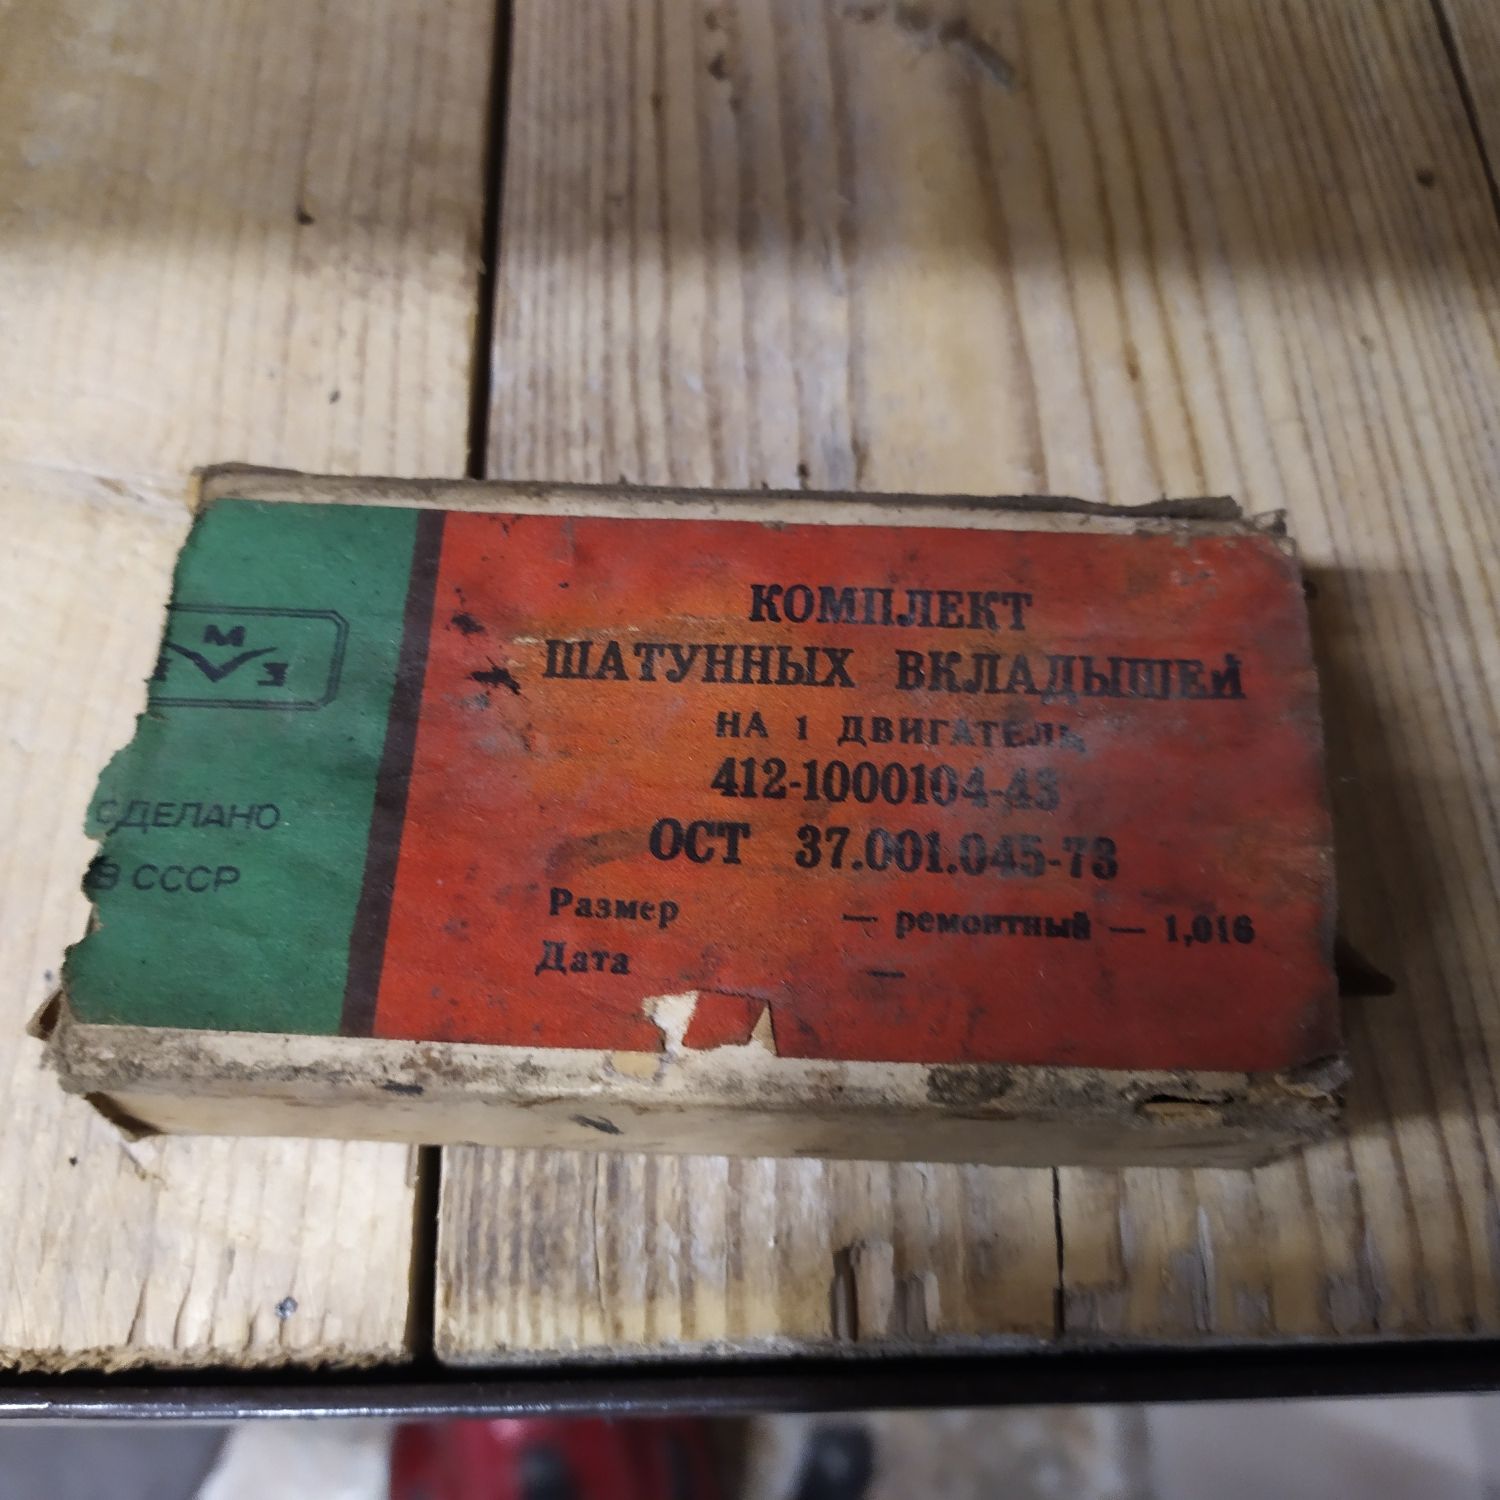 М
З
СДЕЛАНО
В СССР
КОМПЛЕКТ
ШАТУННЫХ ВКЛАДЫШЕЙ
НА 1 ДВИГАТЕЛЬ
412-1000104-43
ОСТ 37.001.045-73
Размер — ремонтный — 1,016
Дата —